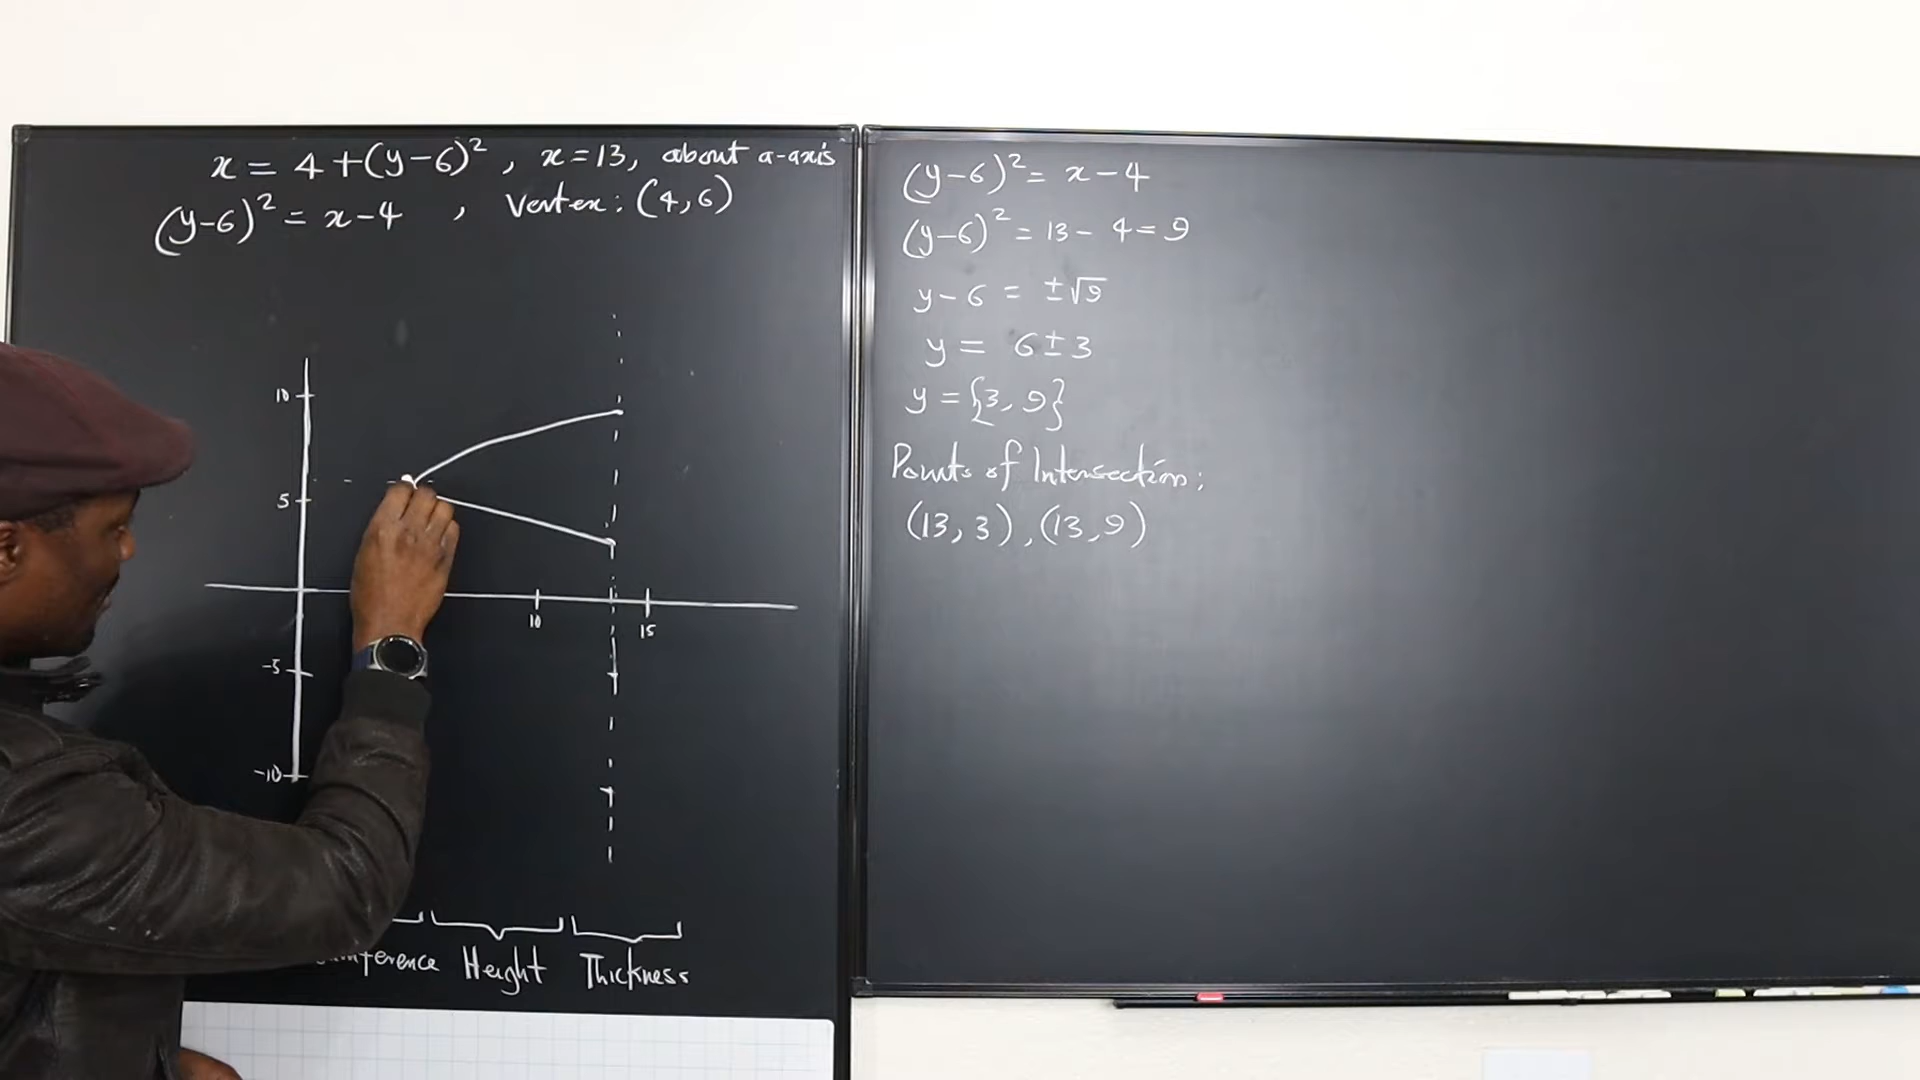 x = 4 + (y-6)², x = 13, about x-axis
(y-6)² = x-4 , Vertex: (4,6)
10
5
10
15
-5
-10
Height Thickness
(y-6)² = x-4
(y-6)² = 13 - 4 = 9
y-6 = ±√9
y = 6 ± 3
y = {3, 9}
Points of Intersection:
(13, 3), (13, 9)